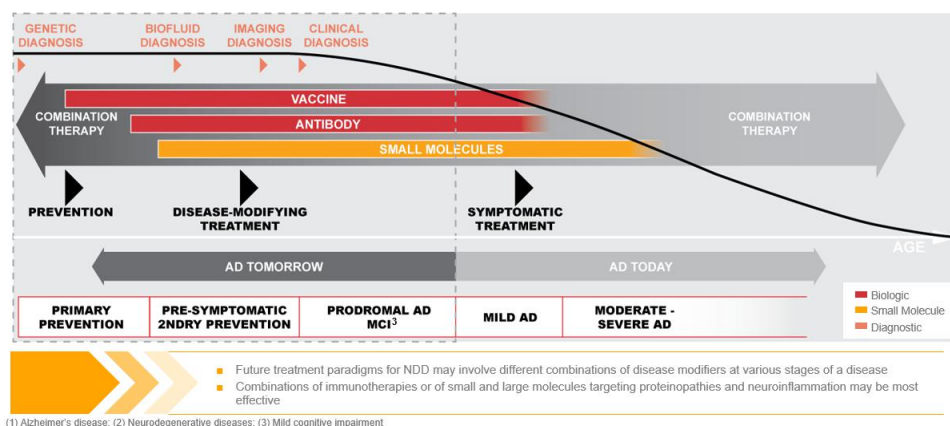 GENETIC
DIAGNOSIS
BIOFLUID
DIAGNOSIS
IMAGING
DIAGNOSIS
CLINICAL
DIAGNOSIS
COMBINATION
THERAPY
VACCINE
ANTIBODY
SMALL MOLECULES
COMBINATION
THERAPY
PREVENTION
DISEASE-MODIFYING
TREATMENT
SYMPTOMATIC
TREATMENT
AGE
AD TOMORROW
AD TODAY
PRIMARY
PREVENTION
PRE-SYMPTOMATIC
2NDRY PREVENTION
PRODROMAL AD
MCI3
MILD AD
MODERATE -
SEVERE AD
Biologic
Small Molecule
Diagnostic
Future treatment paradigms for NDD may involve different combinations of disease modifiers at various stages of a disease
Combinations of immunotherapies or of small and large molecules targeting proteinopathies and neuroinflammation may be most
effective
(1) Alzheimer's disease; (2) Neurodegenerative diseases; (3) Mild cognitive impairment